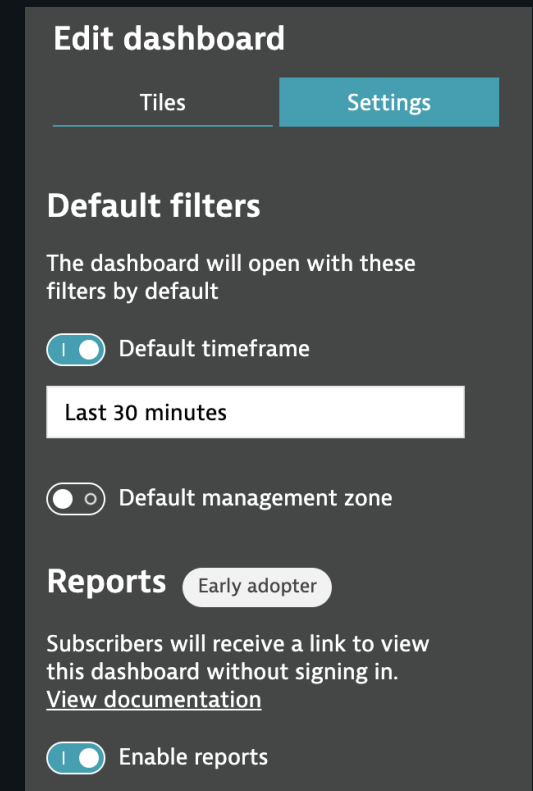 Edit dashboard
Tiles
Settings
Default filters
The dashboard will open with these
filters by default
Default timeframe
Last 30 minutes
Default management zone
Reports
Early adopter
Subscribers will receive a link to view
this dashboard without signing in.
View documentation
Enable reports